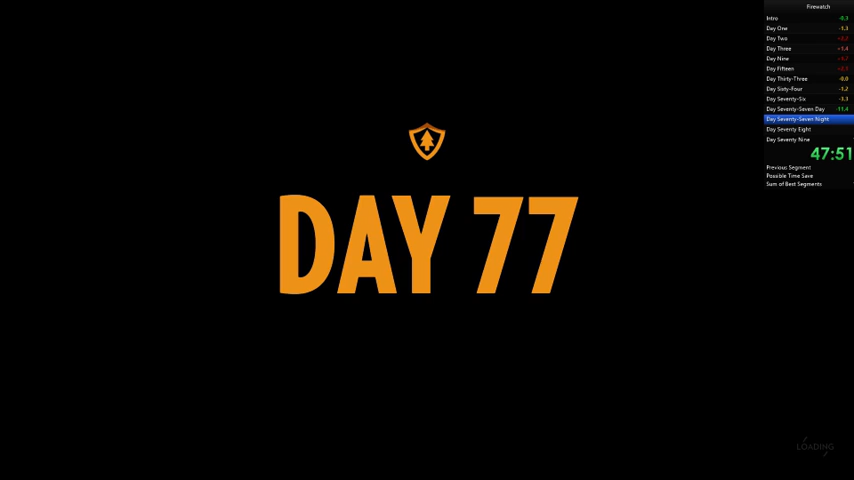 Firewatch
Intro -0.3
Day One -1.3
Day Two
Day Three +1.4
Day Nine
Day Fifteen
Day Thirty-Three -0.0
Day Sixty-Four -1.2
Day Seventy-Six -3.3
Day Seventy-Seven Day -11.4
Day Seventy-Seven Night
Day Seventy Eight
Day Seventy Nine
47:51
Previous Segment
Possible Time Save
Sum of Best Segments
DAY 77
LOADING